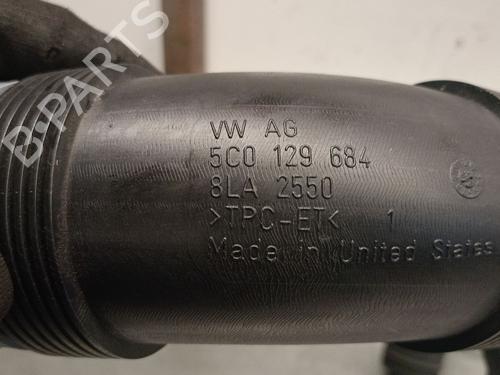 VW AG
5C0 129 684
8LA 2550
>TPC-ET< 1
Made in United States
B-PARTS